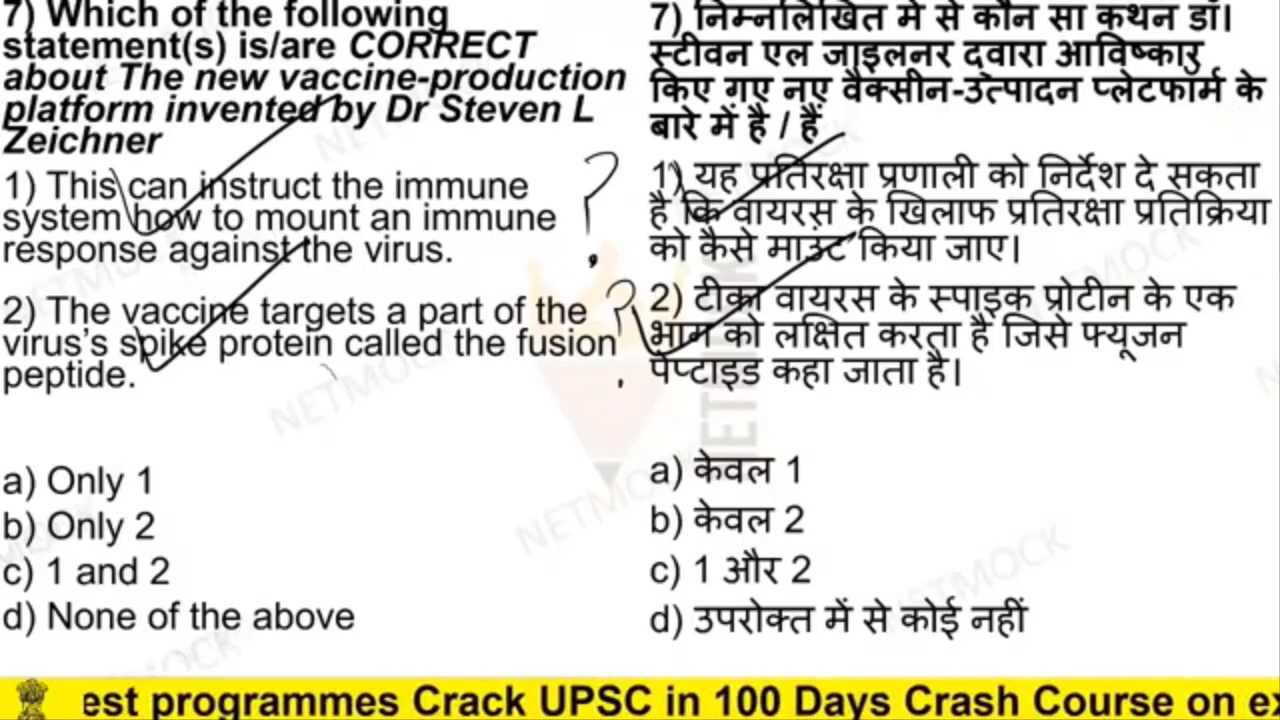 7) Which of the following
statement(s) is/are CORRECT
about The new vaccine-production
platform invented by Dr Steven L
Zeichner
1) This can instruct the immune
system how to mount an immune
response against the virus.
2) The vaccine targets a part of the
virus's spike protein called the fusion
peptide.
a) Only 1
b) Only 2
c) 1 and 2
d) None of the above
7) निम्नलिखित में से कौन सा कथन डॉ।
स्टीवन एल जाइलनर द्वारा आविष्कारु
किए गए नए वैक्सीन-उत्पादन प्लेटफार्म के
बारे में है / हैं
1) यह प्रतिरक्षा प्रणाली को निर्देश दे सकता
है कि वायरस के खिलाफ प्रतिरक्षा प्रतिक्रिया
को कैसे माउंट किया जाए।
2) टीका वायरस के स्पाइक प्रोटीन के एक
भाग को लक्षित करता है जिसे फ्यूजन
पेप्टाइड कहा जाता है।
a) केवल 1
b) केवल 2
c) 1 और 2
d) उपरोक्त में से कोई नहीं
NETMOCK
est programmes Crack UPSC in 100 Days Crash Course on ex